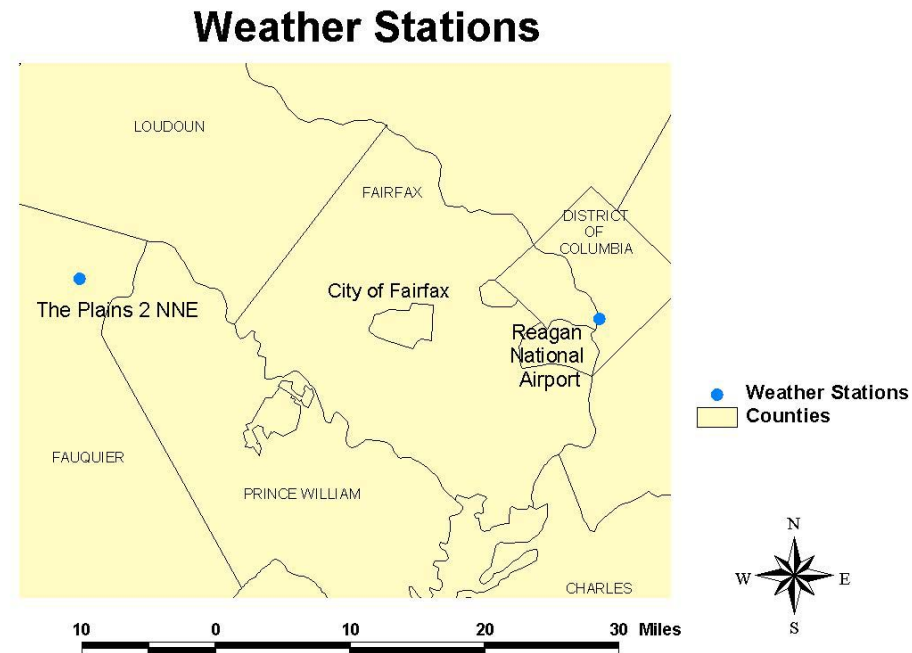 Weather Stations
LOUDOUN
FAIRFAX
DISTRICT
OF
COLUMBIA
The Plains 2 NNE
City of Fairfax
Reagan
National
Airport
Weather Stations
Counties
FAUQUIER
PRINCE WILLIAM
CHARLES
N
W E
S
10 0 10 20 30 Miles